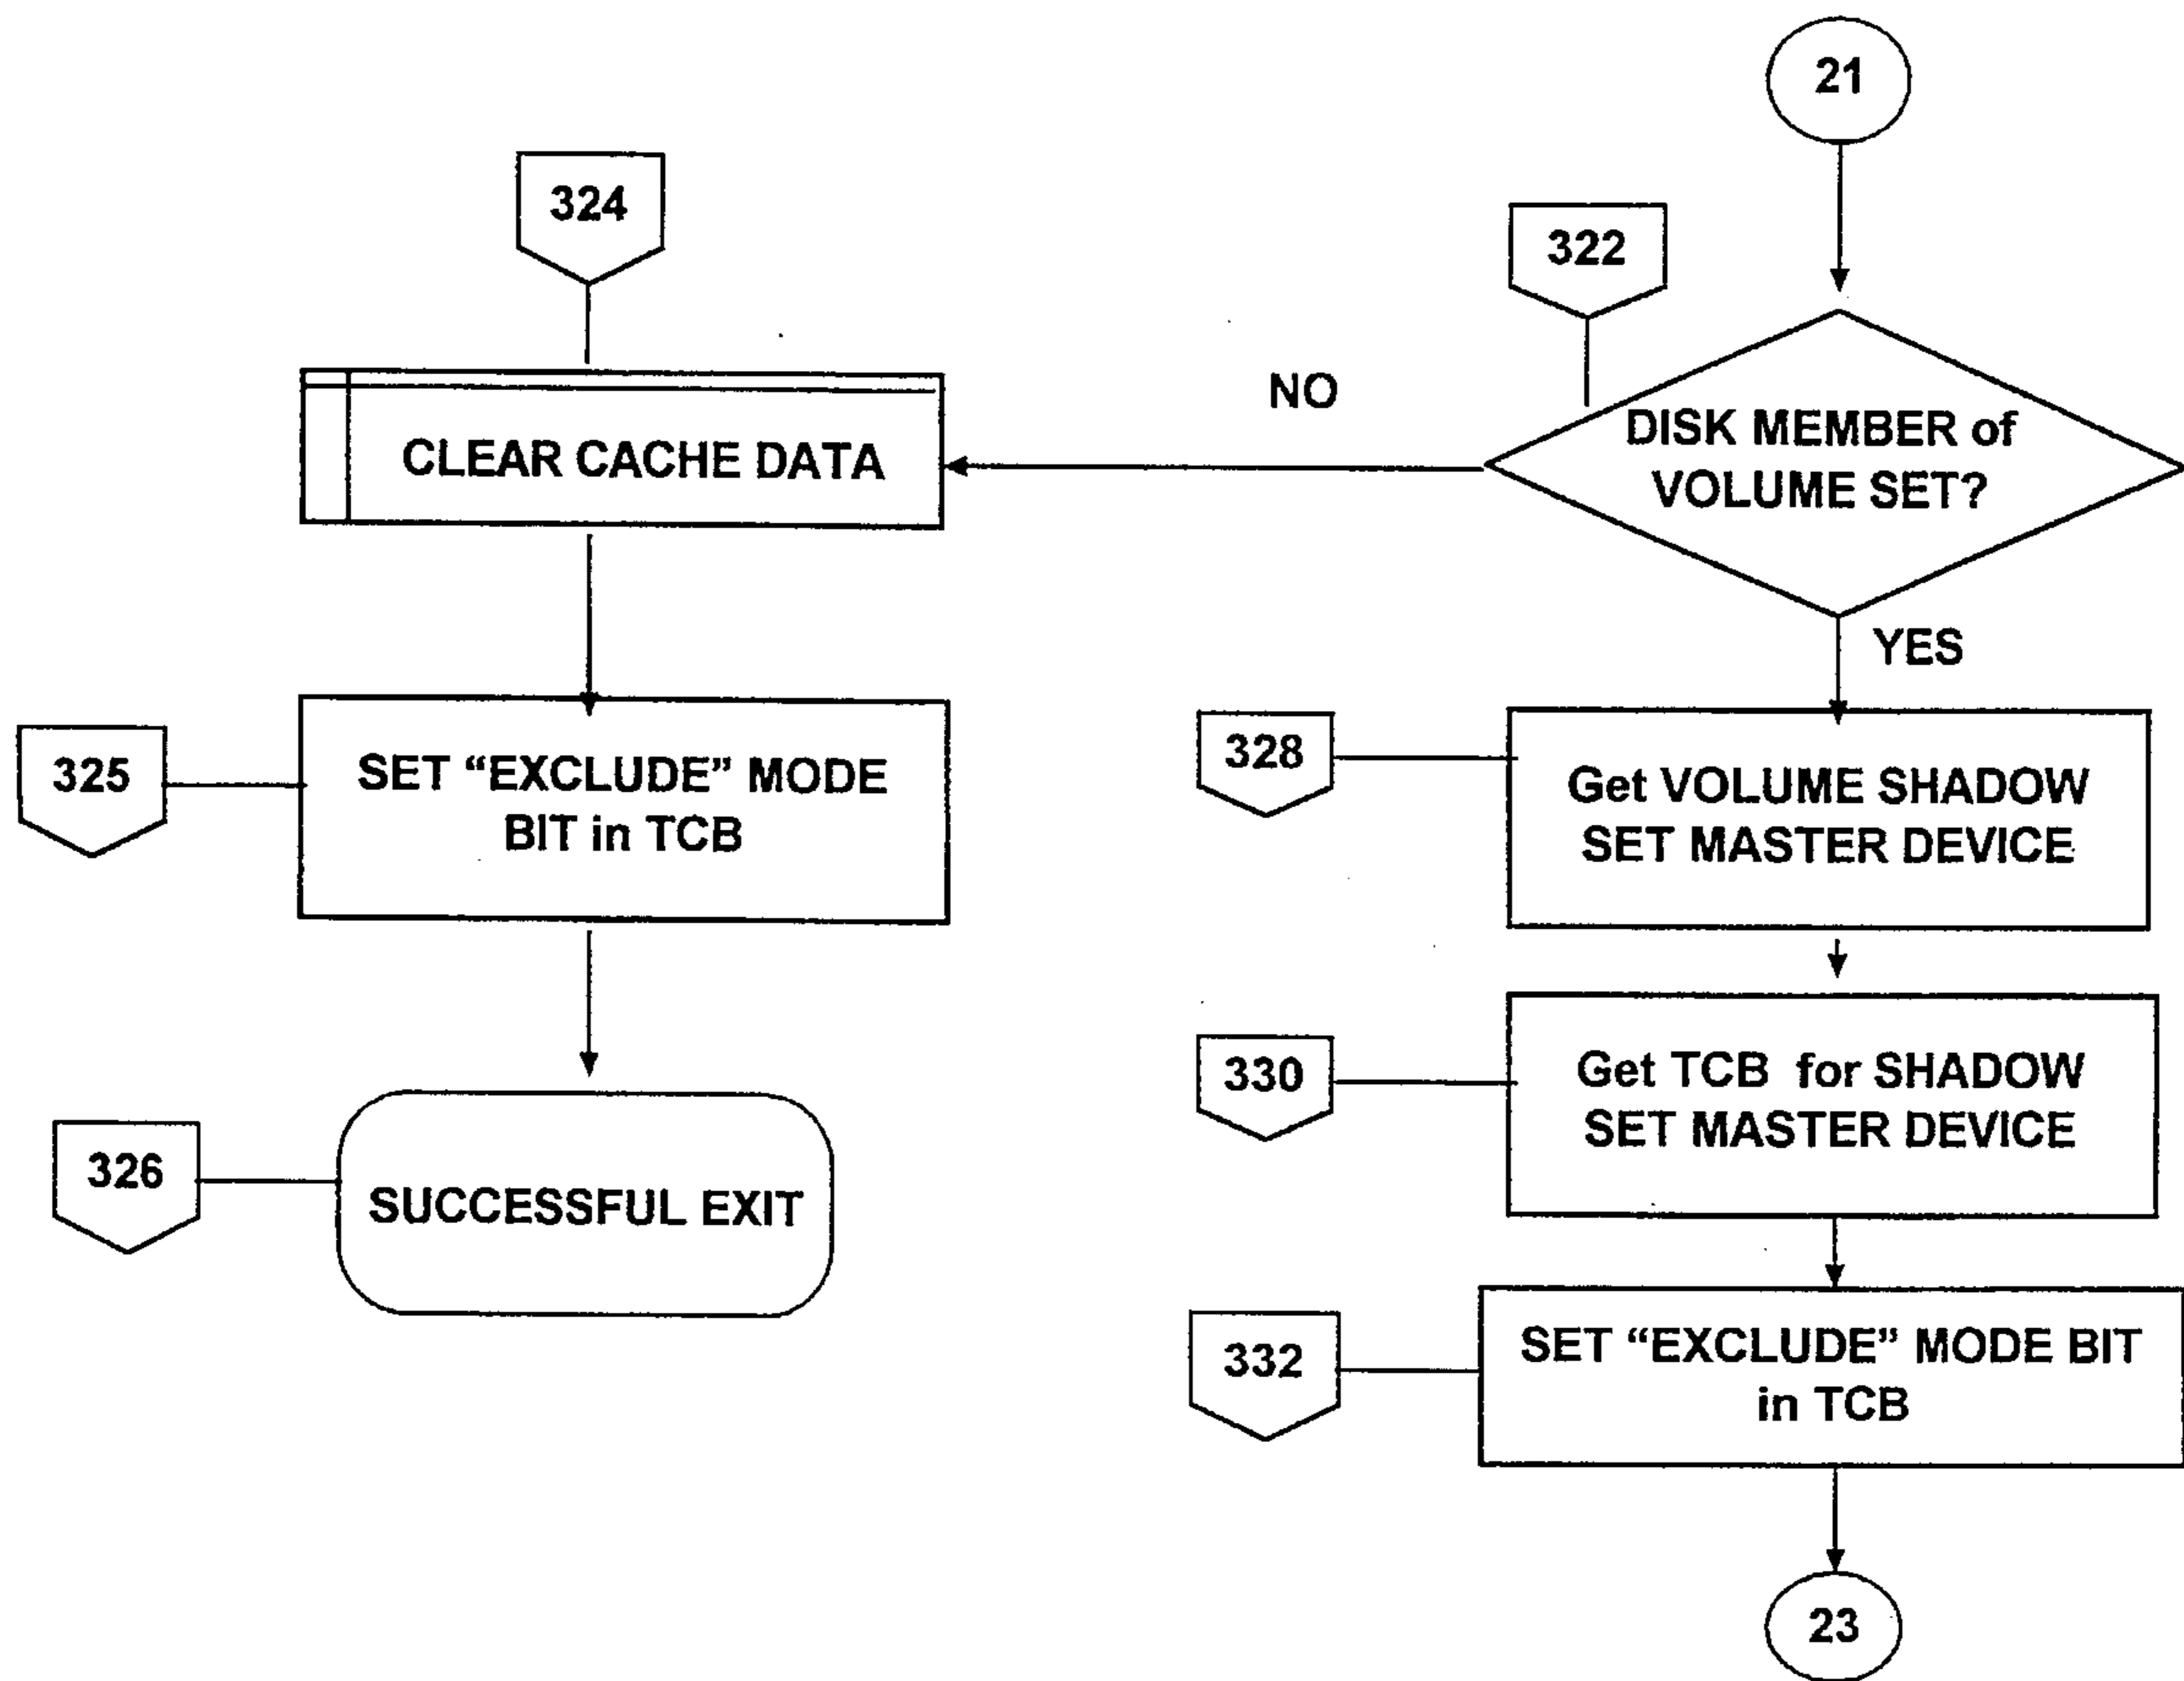 21
324
322
NO
DISK MEMBER of
VOLUME SET?
CLEAR CACHE DATA
YES
325
SET “EXCLUDE” MODE
BIT in TCB
328
Get VOLUME SHADOW
SET MASTER DEVICE
330
Get TCB for SHADOW
SET MASTER DEVICE
326
SUCCESSFUL EXIT
332
SET “EXCLUDE” MODE BIT
in TCB
23